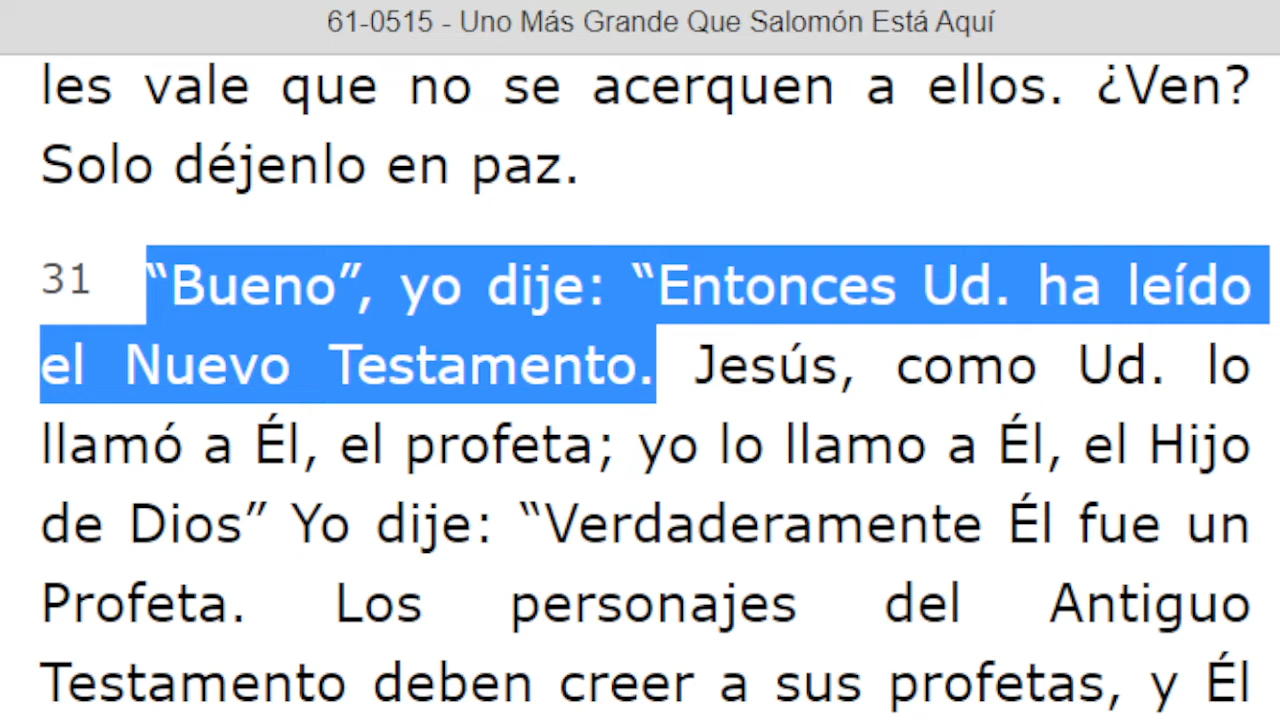 61-0515 - Uno Más Grande Que Salomón Está Aquí
les vale que no se acerquen a ellos. ¿Ven?
Solo déjenlo en paz.
31 “Bueno”, yo dije: “Entonces Ud. ha leído
el Nuevo Testamento. Jesús, como Ud. lo
llamó a Él, el profeta; yo lo llamo a Él, el Hijo
de Dios” Yo dije: “Verdaderamente Él fue un
Profeta. Los personajes del Antiguo
Testamento deben creer a sus profetas, y Él